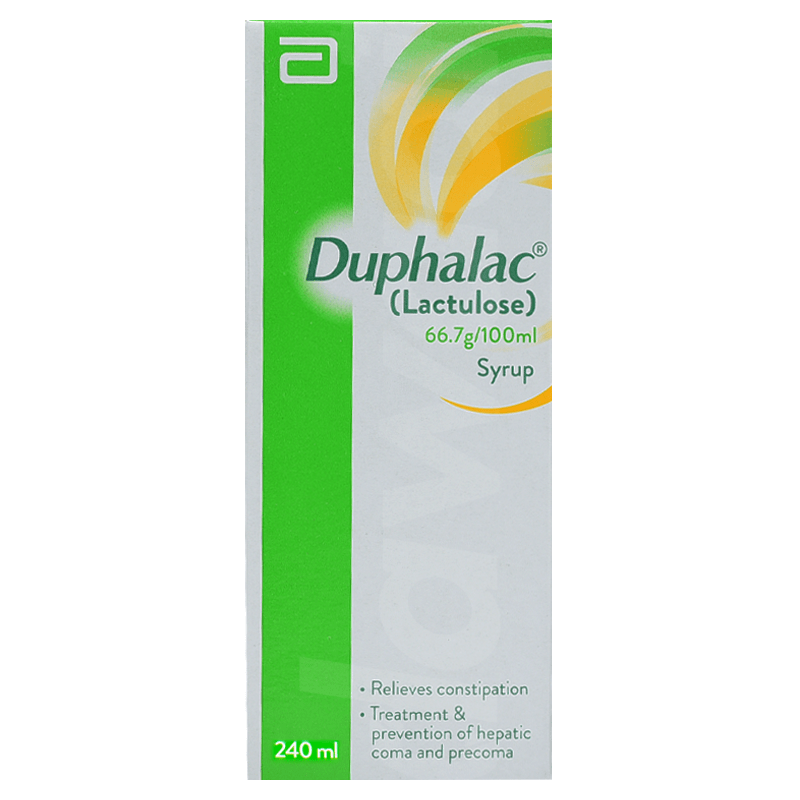 Duphalac®
(Lactulose)
66.7g/100ml
Syrup
• Relieves constipation
• Treatment &
prevention of hepatic
coma and precoma
240 ml